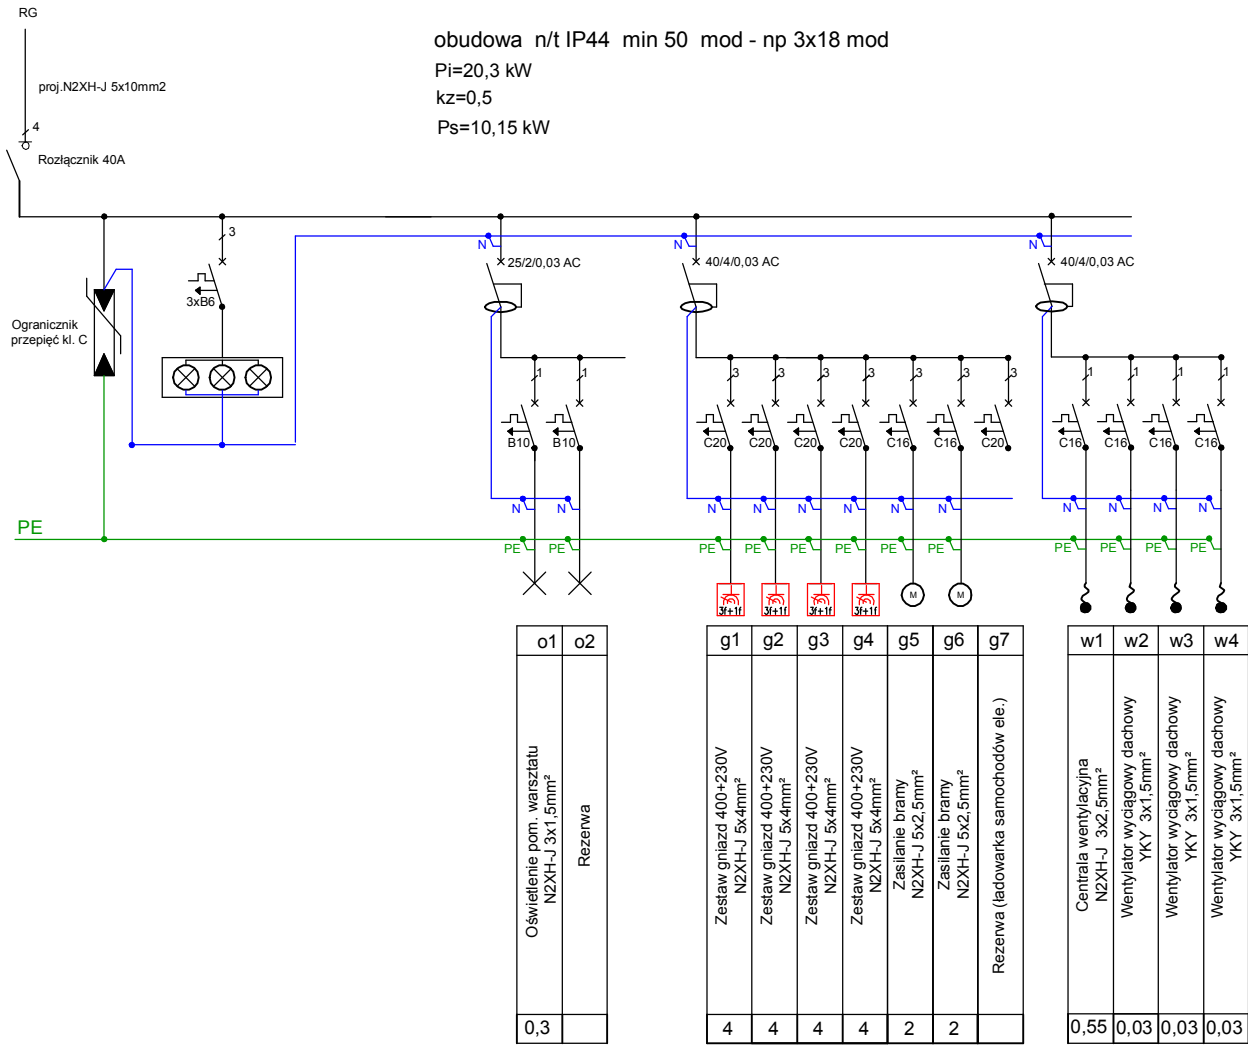 RG
obudowa n/t IP44 min 50 mod - np 3x18 mod
Pi=20,3 kW
kz=0,5
Ps=10,15 kW
proj.N2XH-J 5x10mm2
4
Rozłącznik 40A
3
N
N
N
25/2/0,03 AC
40/4/0,03 AC
40/4/0,03 AC
3xB6
Ogranicznik
przepięć kl. C
1
1
3
3
3
3
3
3
3
1
1
1
1
B10
B10
C20
C20
C20
C20
C16
C16
C20
C16
C16
C16
C16
N
N
N
N
N
N
N
N
N
N
N
N
PE
PE
PE
PE
PE
PE
PE
PE
PE
PE
PE
PE
PE
3f+1f
3f+1f
3f+1f
3f+1f
M
M
o1
o2
g1
g2
g3
g4
g5
g6
g7
w1
w2
w3
w4
Oświetlenie pom. warsztatu
N2XH-J 3x1,5mm²
Rezerwa
Zestaw gniazd 400+230V
N2XH-J 5x4mm²
Zestaw gniazd 400+230V
N2XH-J 5x4mm²
Zestaw gniazd 400+230V
N2XH-J 5x4mm²
Zestaw gniazd 400+230V
N2XH-J 5x4mm²
Zasilanie bramy
N2XH-J 5x2,5mm²
Zasilanie bramy
N2XH-J 5x2,5mm²
Rezerwa (ładowarka samochodów ele.)
Centrala wentylacyjna
N2XH-J 3x2,5mm²
Wentylator wyciągowy dachowy
YKY 3x1,5mm²
Wentylator wyciągowy dachowy
YKY 3x1,5mm²
Wentylator wyciągowy dachowy
YKY 3x1,5mm²
0,3
4
4
4
4
2
2
0,55
0,03
0,03
0,03